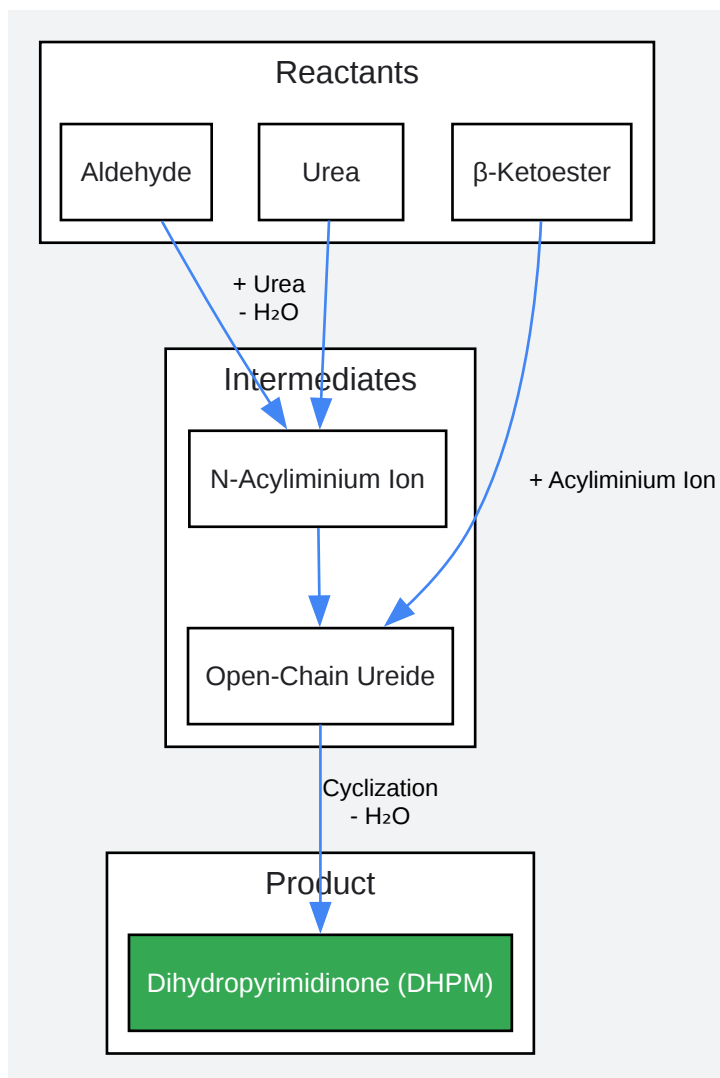 Reactants
Aldehyde
Urea
β-Ketoester
+ Urea
- H₂O
Intermediates
N-Acyliminium Ion
+ Acyliminium Ion
Open-Chain Ureide
Cyclization
- H₂O
Product
Dihydropyrimidinone (DHPM)